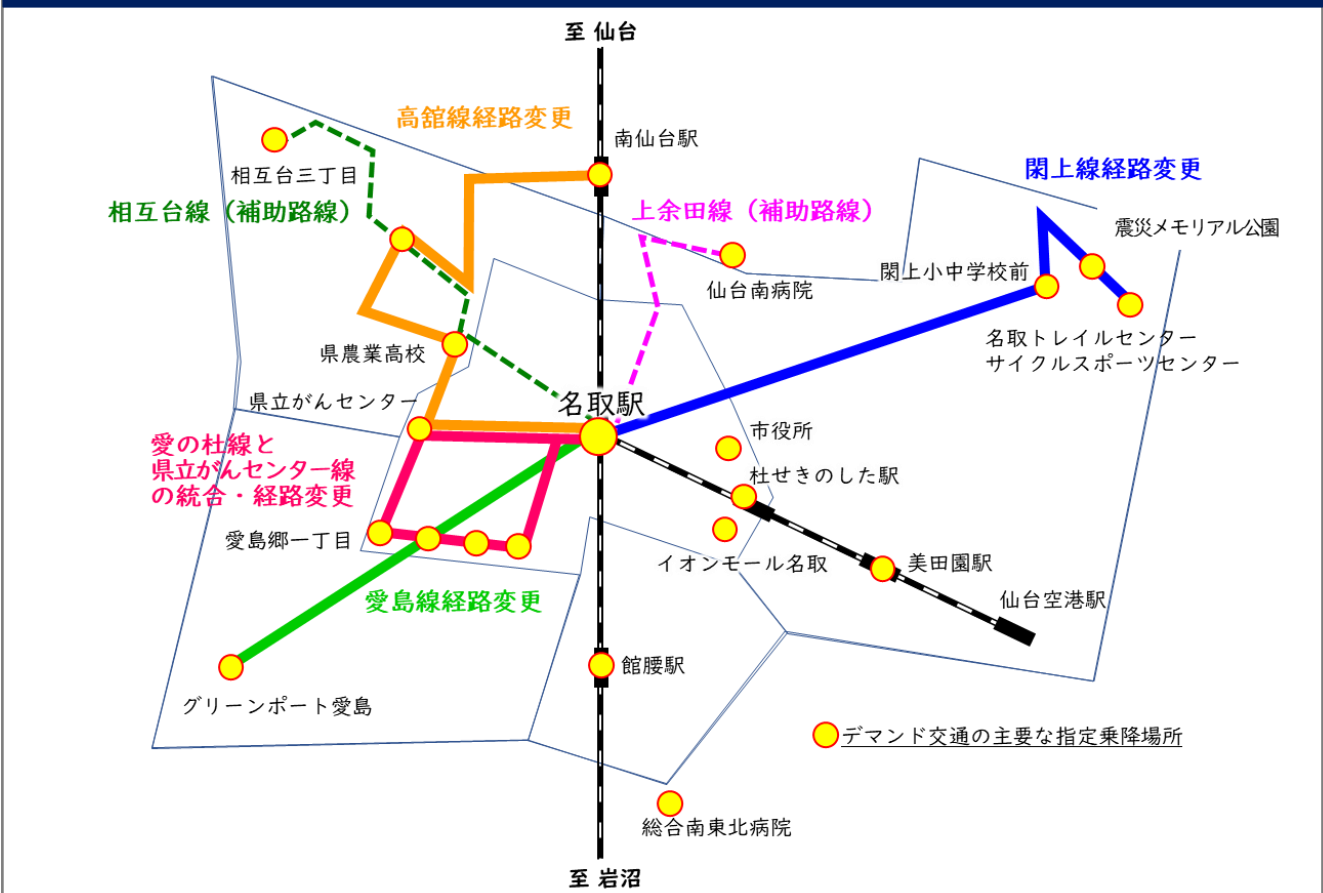 至 仙台
高舘線経路変更
南仙台駅
閖上線経路変更
相互台三丁目
相互台線（補助路線）
上余田線（補助路線）
震災メモリアル公園
閖上小中学校前
仙台南病院
名取トレイルセンター
サイクルスポーツセンター
県農業高校
県立がんセンター
名取駅
市役所
愛の杜線と
県立がんセンター線
の統合・経路変更
杜せきのした駅
愛島郷一丁目
イオンモール名取
美田園駅
愛島線経路変更
仙台空港駅
館腰駅
グリーンポート愛島
デマンド交通の主要な指定乗降場所
総合南東北病院
至 岩沼